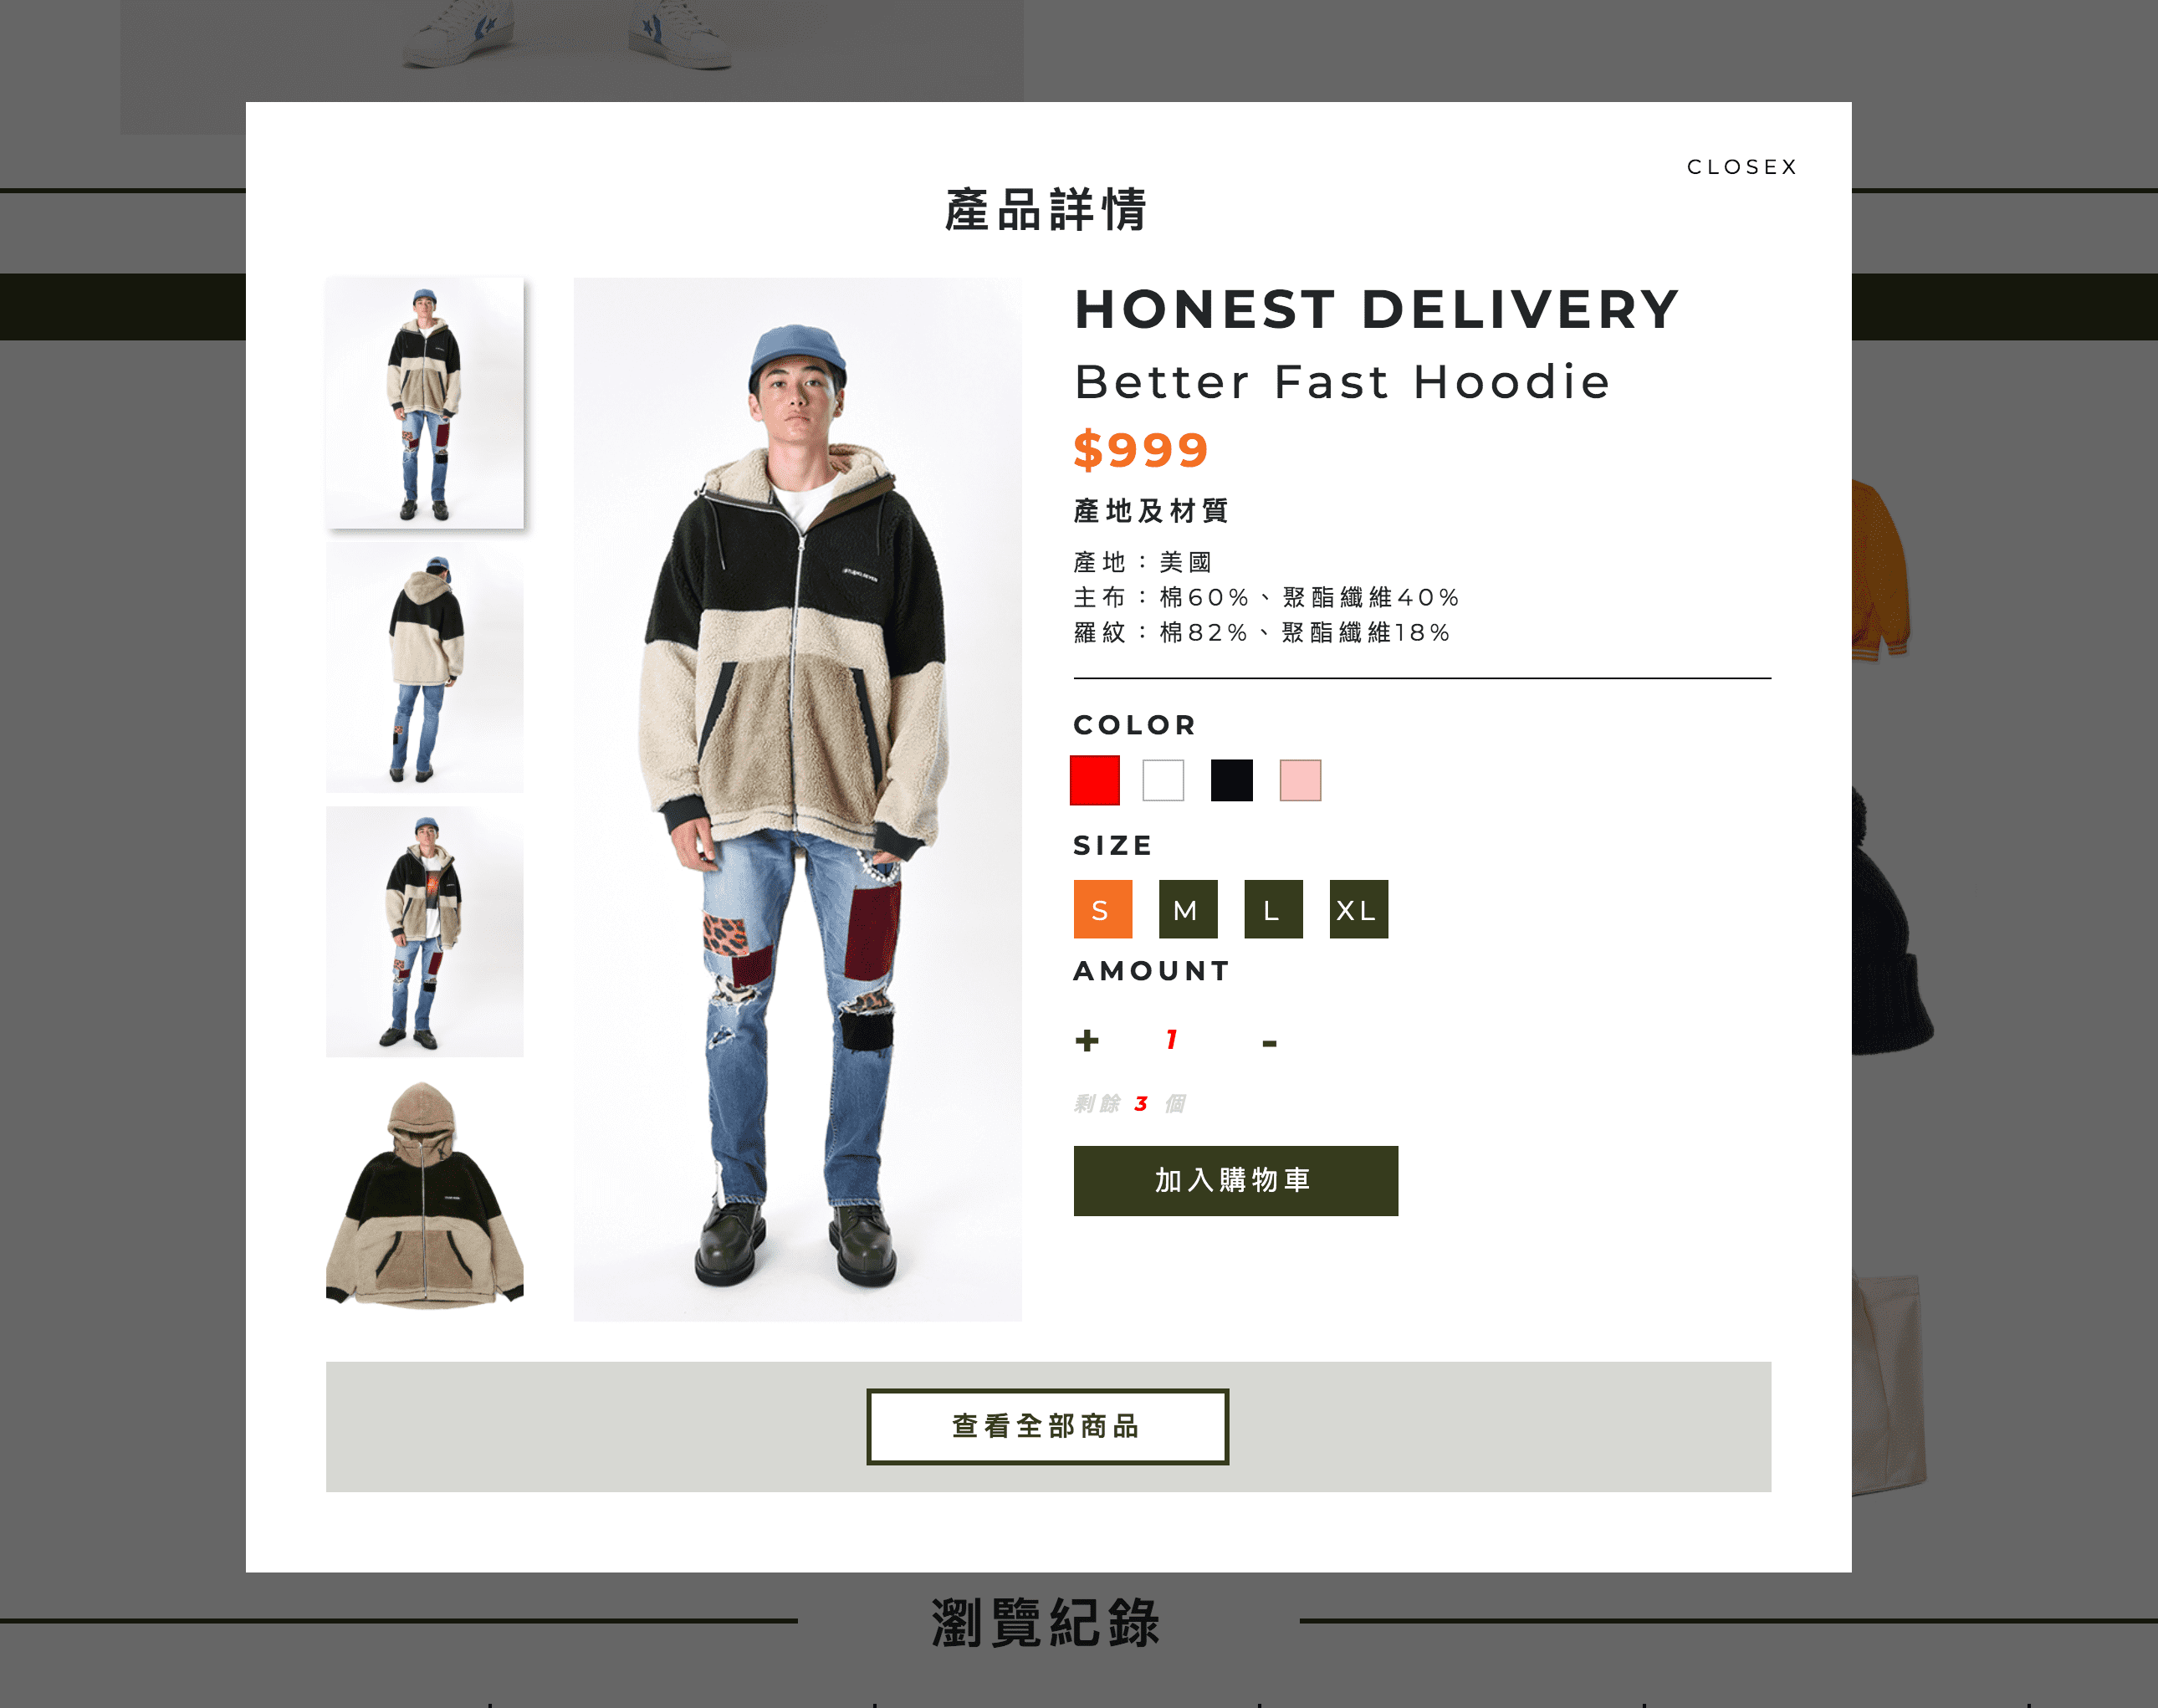 CLOSEX
產品詳情
HONEST DELIVERY
Better Fast Hoodie
$999
產地及材質
產地：美國
主布：棉60%、聚酯纖維40%
羅紋：棉82%、聚酯纖維18%
COLOR
SIZE
S M L XL
AMOUNT
+ 1 -
剩餘 3 個
加入購物車
查看全部商品
瀏覽紀錄